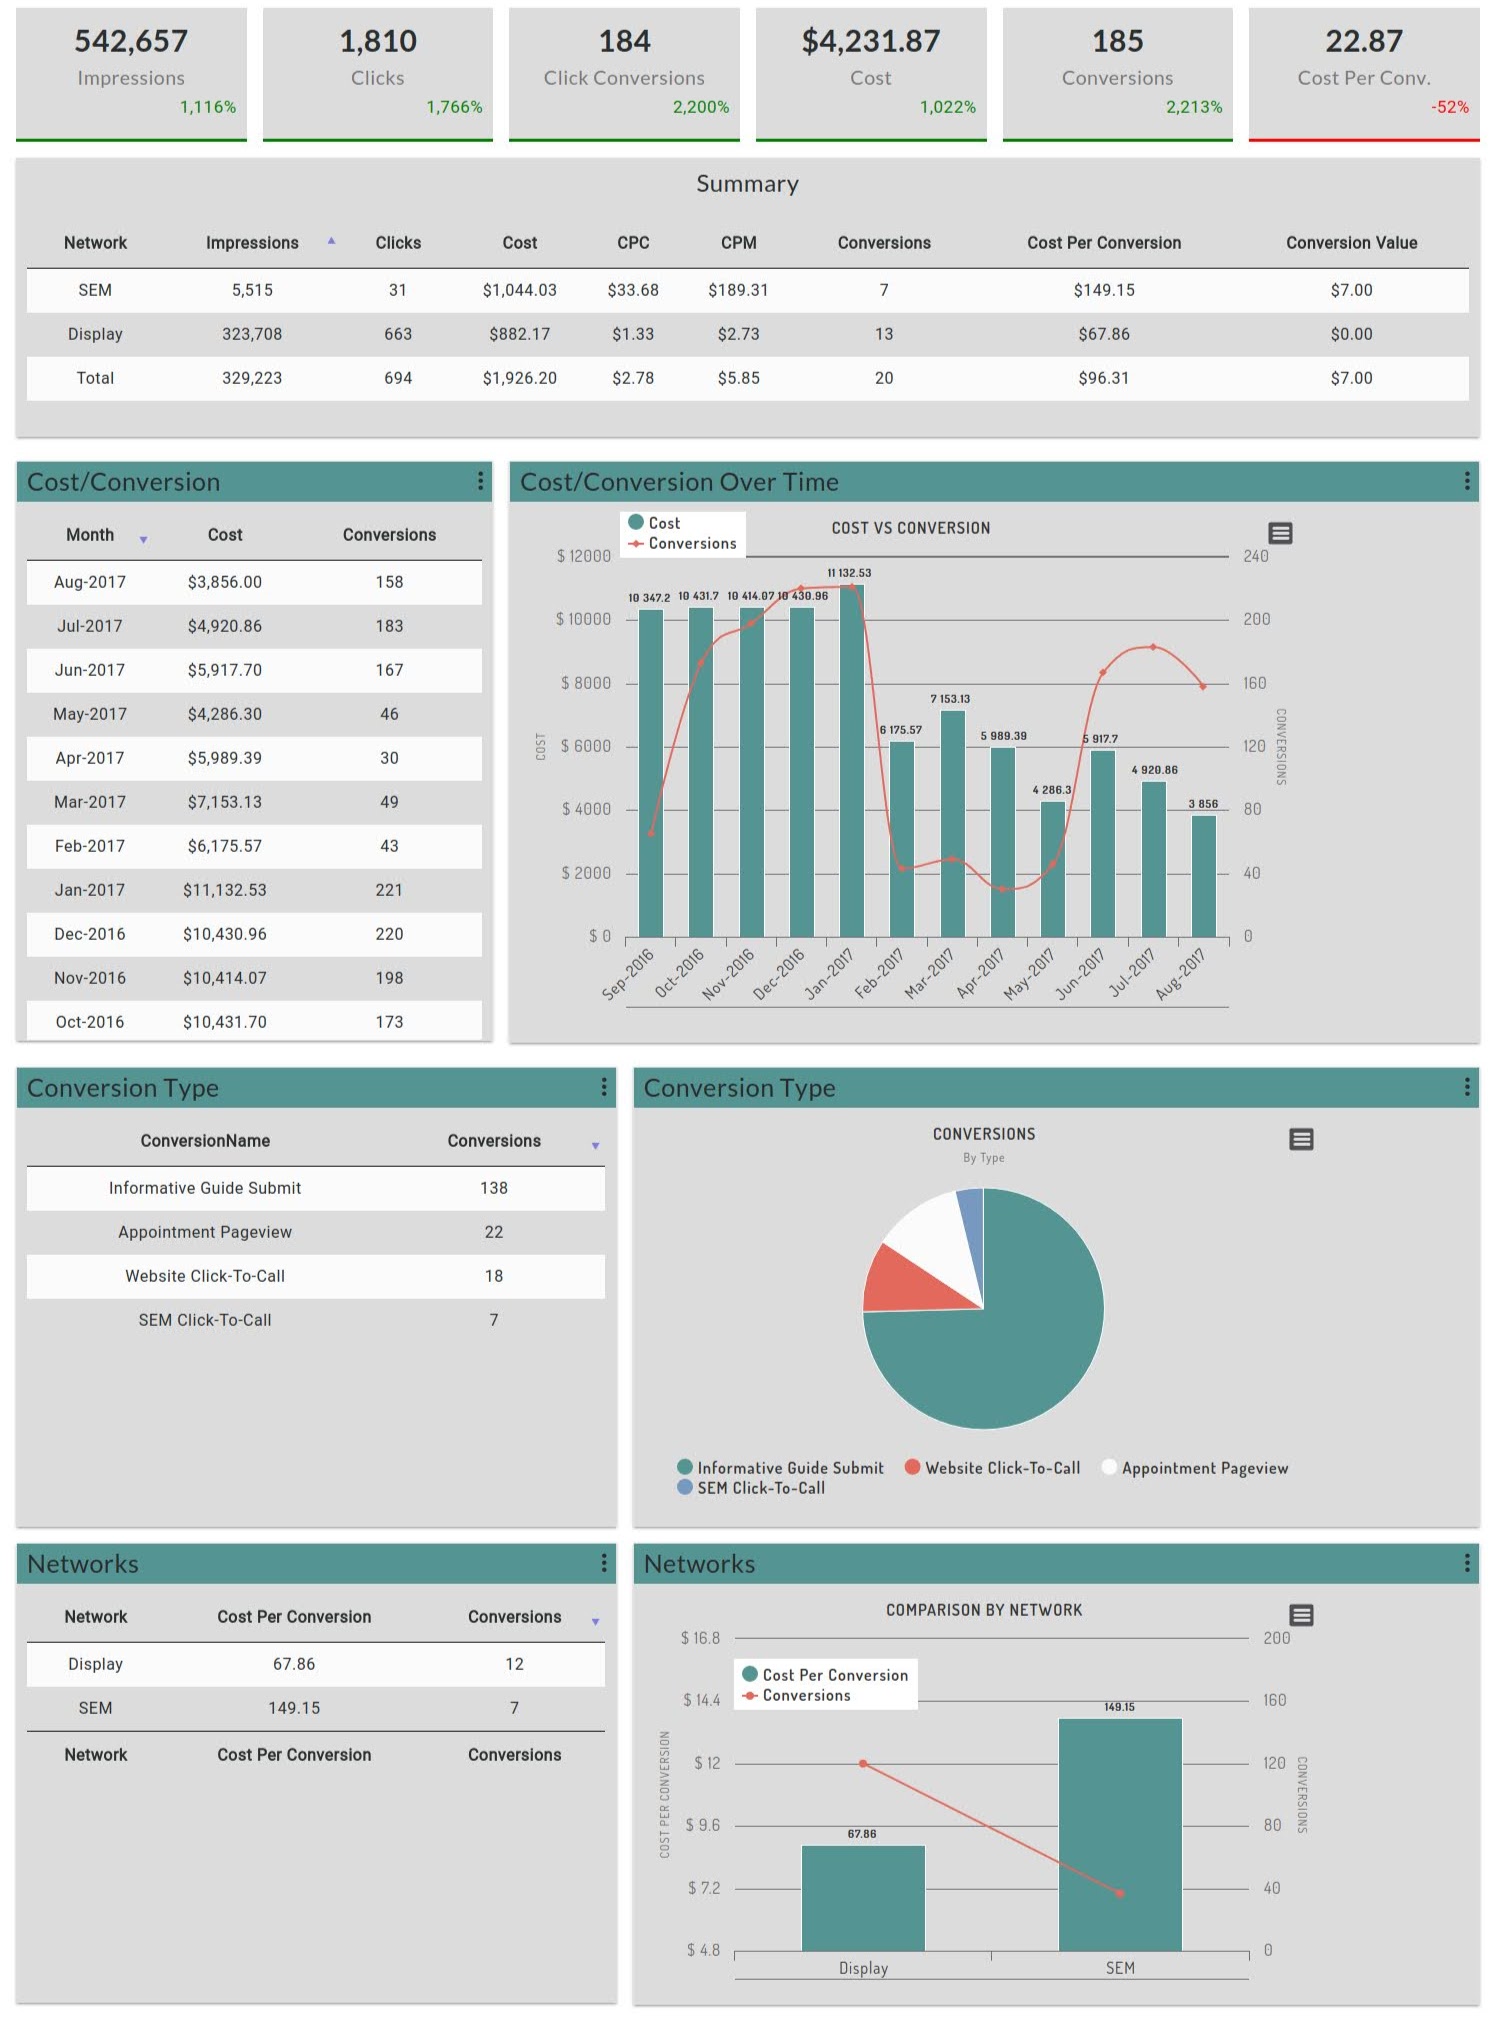 542,657
Impressions
1,116%
1,810
Clicks
1,766%
184
Click Conversions
2,200%
$4,231.87
Cost
1,022%
185
Conversions
2,213%
22.87
Cost Per Conv.
-52%
Summary
Network Impressions Clicks Cost CPC CPM Conversions Cost Per Conversion Conversion Value
SEM 5,515 31 $1,044.03 $33.68 $189.31 7 $149.15 $7.00
Display 323,708 663 $882.17 $1.33 $2.73 13 $67.86 $0.00
Total 329,223 694 $1,926.20 $2.78 $5.85 20 $96.31 $7.00
Cost/Conversion
Month Cost Conversions
Aug-2017 $3,856.00 158
Jul-2017 $4,920.86 183
Jun-2017 $5,917.70 167
May-2017 $4,286.30 46
Apr-2017 $5,989.39 30
Mar-2017 $7,153.13 49
Feb-2017 $6,175.57 43
Jan-2017 $11,132.53 221
Dec-2016 $10,430.96 220
Nov-2016 $10,414.07 198
Oct-2016 $10,431.70 173
Cost/Conversion Over Time
COST VS CONVERSION
Cost
Conversions
$ 12000 240
$ 10000 200
$ 8000 160
$ 6000 120
$ 4000 80
$ 2000 40
$ 0 0
COST
CONVERSIONS
10 347.2 10 431.7 10 414.07 10 430.96 11 132.53 6 175.57 7 153.13 5 989.39 4 286.3 5 917.7 4 920.86 3 856
Sep-2016 Oct-2016 Nov-2016 Dec-2016 Jan-2017 Feb-2017 Mar-2017 Apr-2017 May-2017 Jun-2017 Jul-2017 Aug-2017
Conversion Type
ConversionName Conversions
Informative Guide Submit 138
Appointment Pageview 22
Website Click-To-Call 18
SEM Click-To-Call 7
Conversion Type
CONVERSIONS
By Type
Informative Guide Submit Website Click-To-Call Appointment Pageview
SEM Click-To-Call
Networks
Network Cost Per Conversion Conversions
Display 67.86 12
SEM 149.15 7
Network Cost Per Conversion Conversions
Networks
COMPARISON BY NETWORK
Cost Per Conversion
Conversions
$ 16.8 200
$ 14.4 160
$ 12 120
$ 9.6 80
$ 7.2 40
$ 4.8 0
COST PER CONVERSION
CONVERSIONS
67.86 149.15
Display SEM